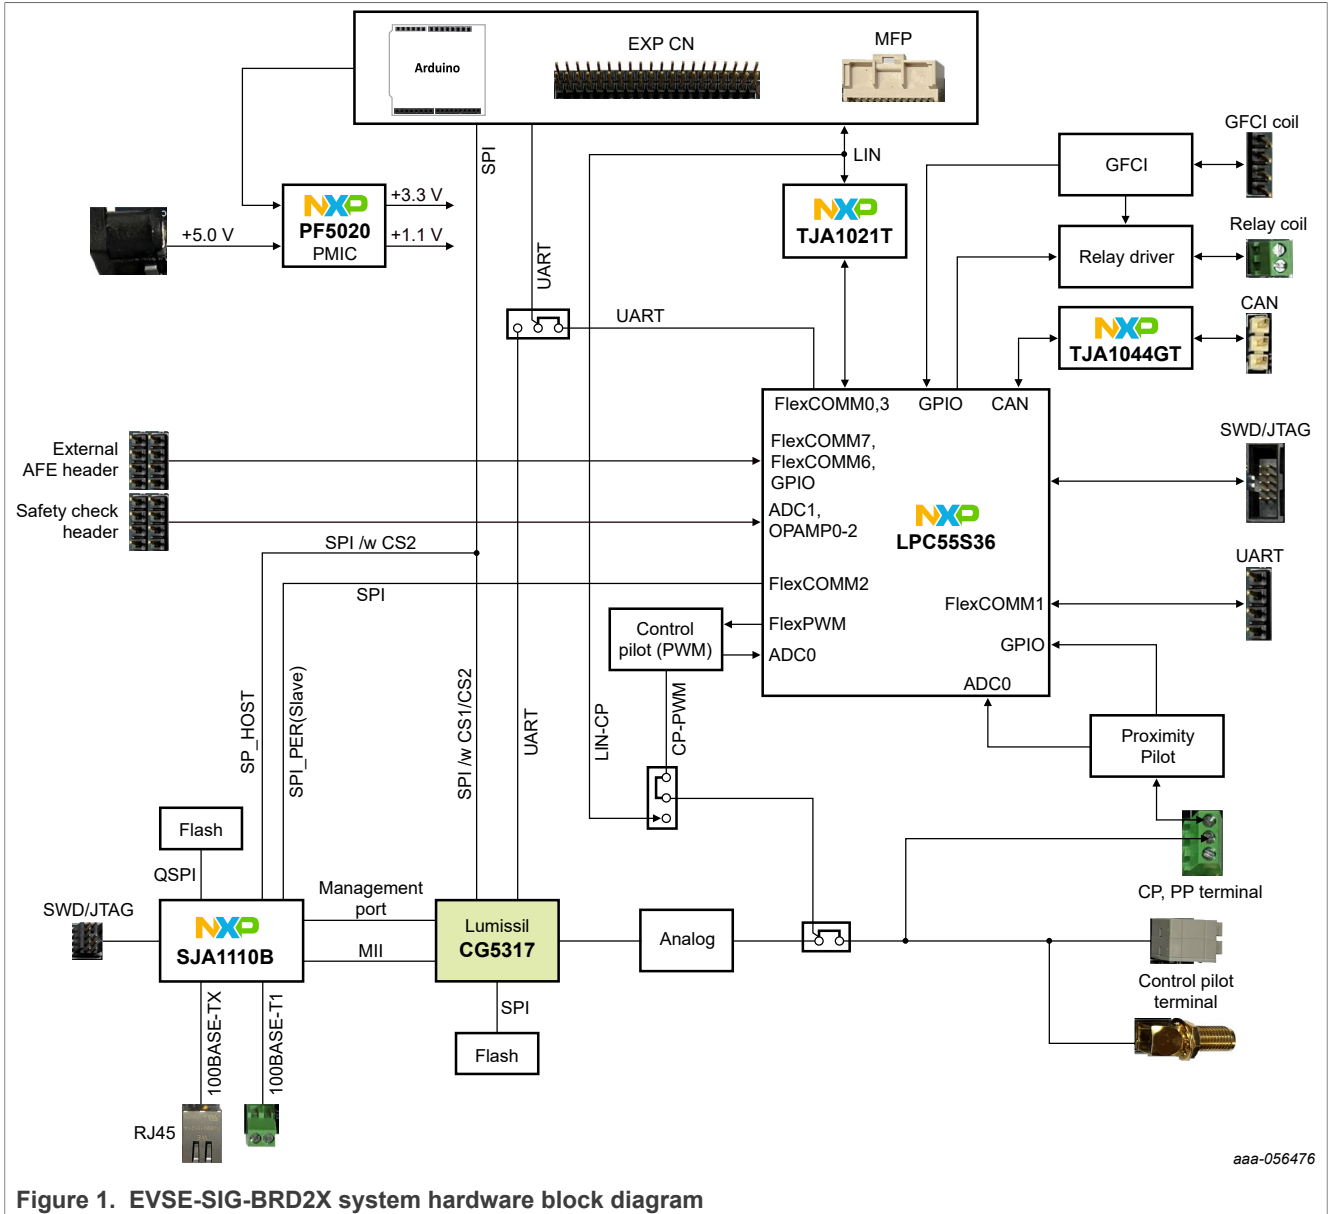 Arduino
EXP CN
MFP
GFCI coil
SPI
LIN
GFCI
NXP
PF5020
PMIC
+3.3 V
+1.1 V
+5.0 V
NXP
TJA1021T
Relay coil
Relay driver
UART
UART
CAN
NXP
TJA1044GT
FlexCOMM0,3
GPIO
CAN
External
AFE header
FlexCOMM7,
FlexCOMM6,
GPIO
SWD/JTAG
Safety check
header
ADC1,
OPAMP0-2
NXP
LPC55S36
SPI /w CS2
UART
SPI
FlexCOMM2
FlexCOMM1
Control
pilot (PWM)
FlexPWM
ADC0
GPIO
ADC0
SP_HOST
SPI_PER(Slave)
SPI /w CS1/CS2
UART
LIN-CP
CP-PWM
Proximity
Pilot
Flash
QSPI
Management
port
CP, PP terminal
SWD/JTAG
NXP
SJA1110B
MII
Lumissil
CG5317
Analog
Control pilot
terminal
SPI
Flash
100BASE-TX
100BASE-T1
RJ45
aaa-056476
Figure 1. EVSE-SIG-BRD2X system hardware block diagram